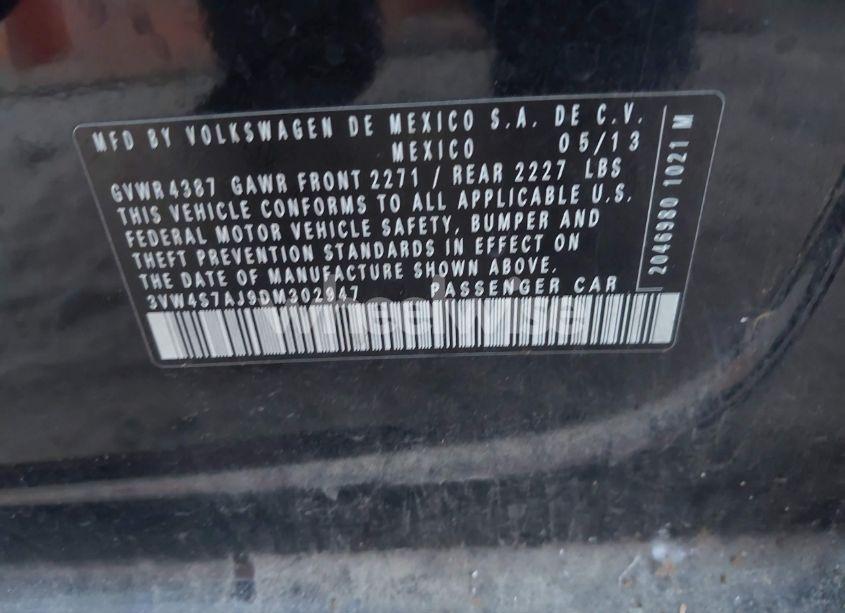 MFD BY VOLKSWAGEN DE MEXICO S.A. DE C.V.
MEXICO 05/13
GVWR 4387 GAWR FRONT 2271 / REAR 2227 LBS
THIS VEHICLE CONFORMS TO ALL APPLICABLE U.S.
FEDERAL MOTOR VEHICLE SAFETY, BUMPER AND
THEFT PREVENTION STANDARDS IN EFFECT ON
THE DATE OF MANUFACTURE SHOWN ABOVE.
3VW4S7AJ9DM302947 PASSENGER CAR
2046980 1021 M
wheelwise